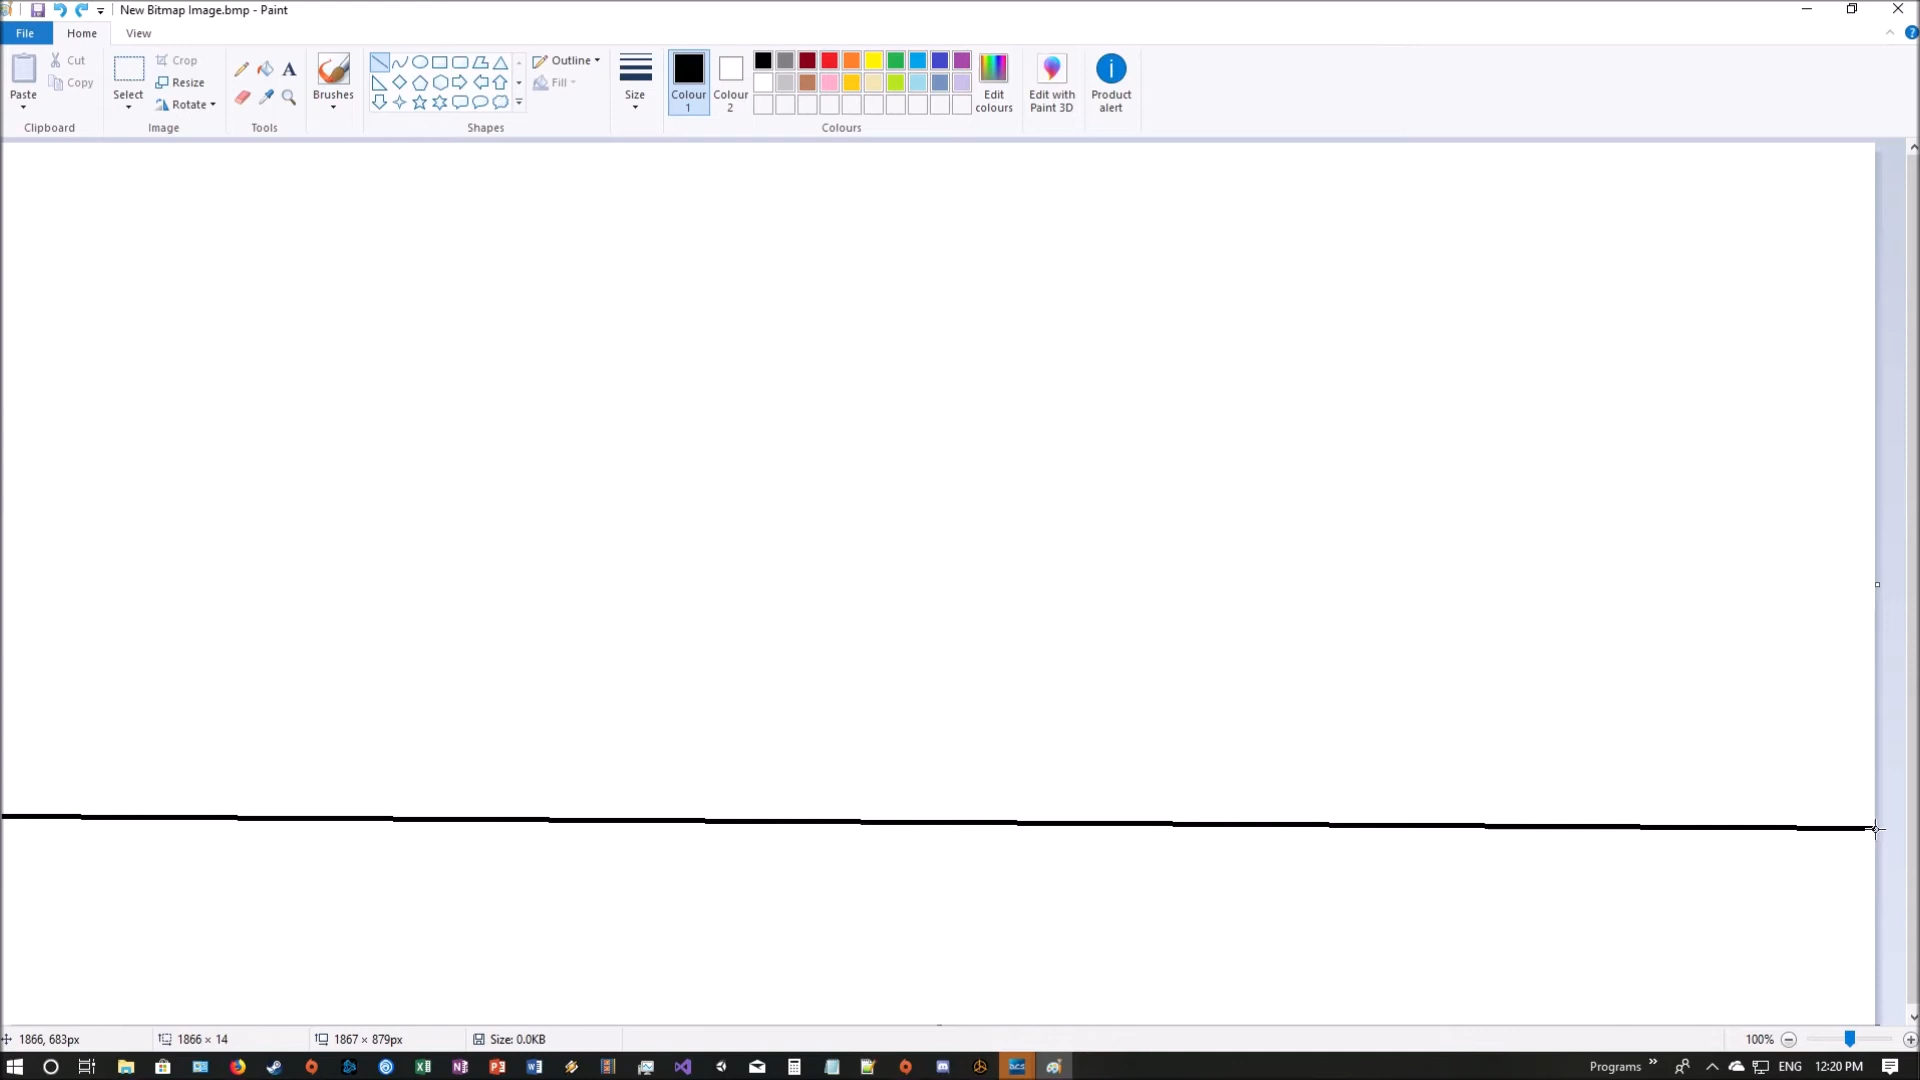 New Bitmap Image.bmp - Paint
File Home View
Paste
Cut
Copy
Clipboard
Select
Crop
Resize
Rotate
Image
Tools
Brushes
Outline
Fill
Shapes
Size
Colour 1
Colour 2
Edit colours
Colours
Edit with Paint 3D
Product alert
1866, 683px 1866 × 14 1867 × 879px Size: 0.0KB 100%
Programs ENG 12:20 PM